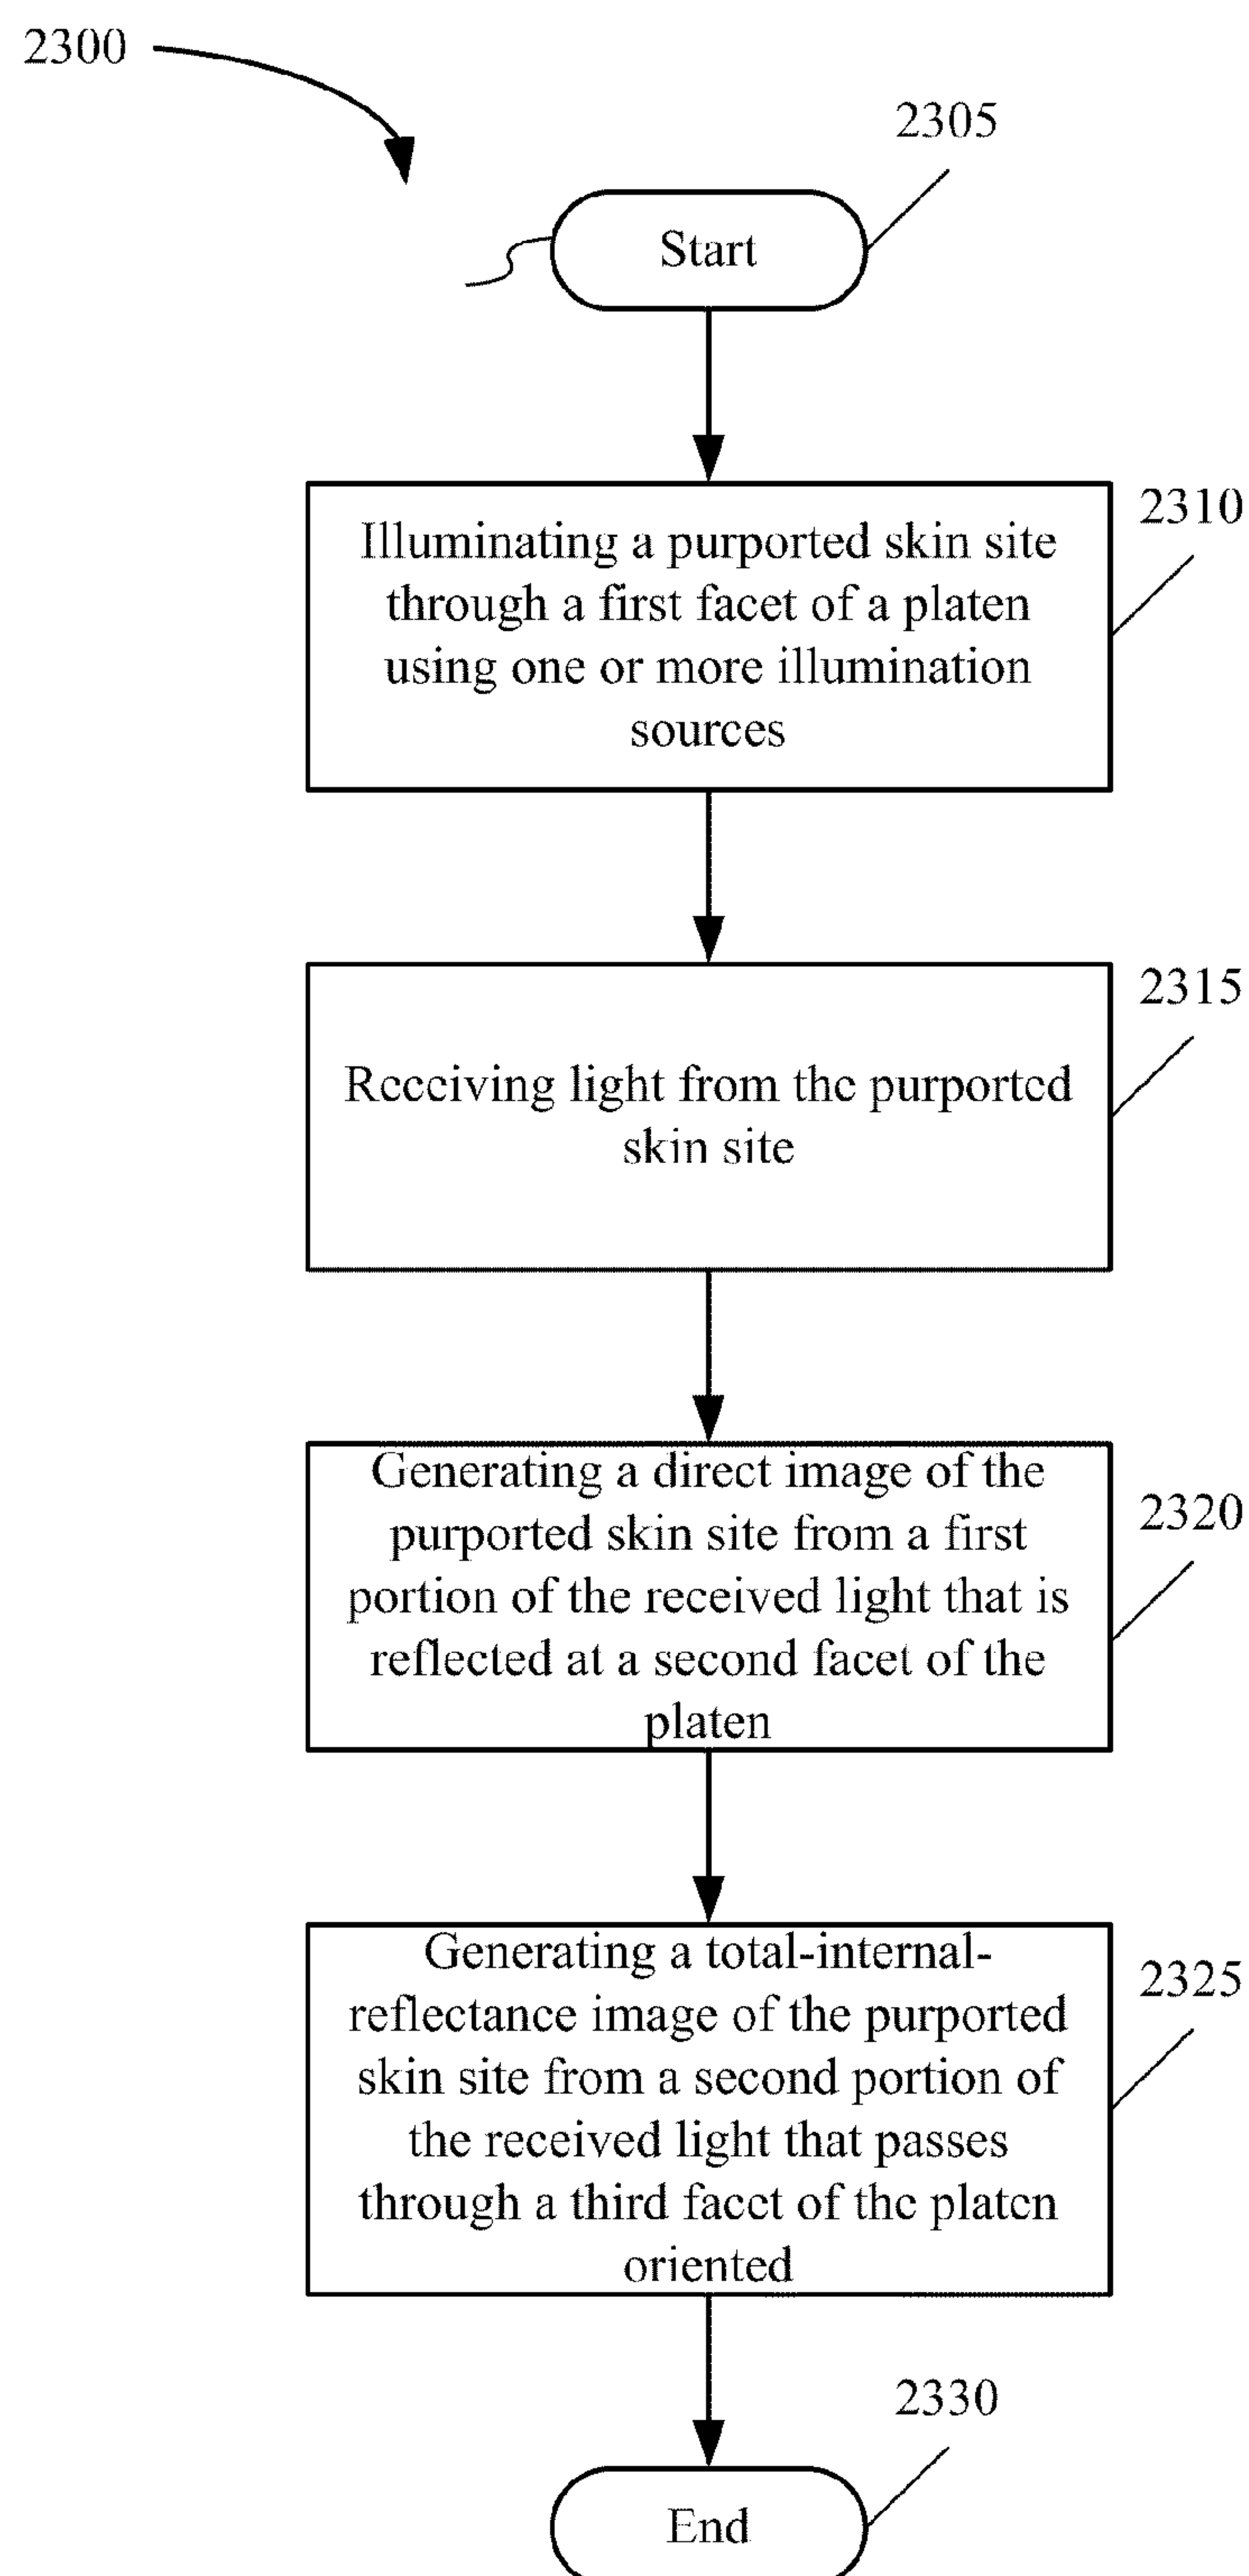 2300
2305
Start
2310
Illuminating a purported skin site
through a first facet of a platen
using one or more illumination
sources
2315
Receiving light from the purported
skin site
2320
Generating a direct image of the
purported skin site from a first
portion of the received light that is
reflected at a second facet of the
platen
2325
Generating a total-internal-
reflectance image of the purported
skin site from a second portion of
the received light that passes
through a third facet of the platen
oriented
2330
End